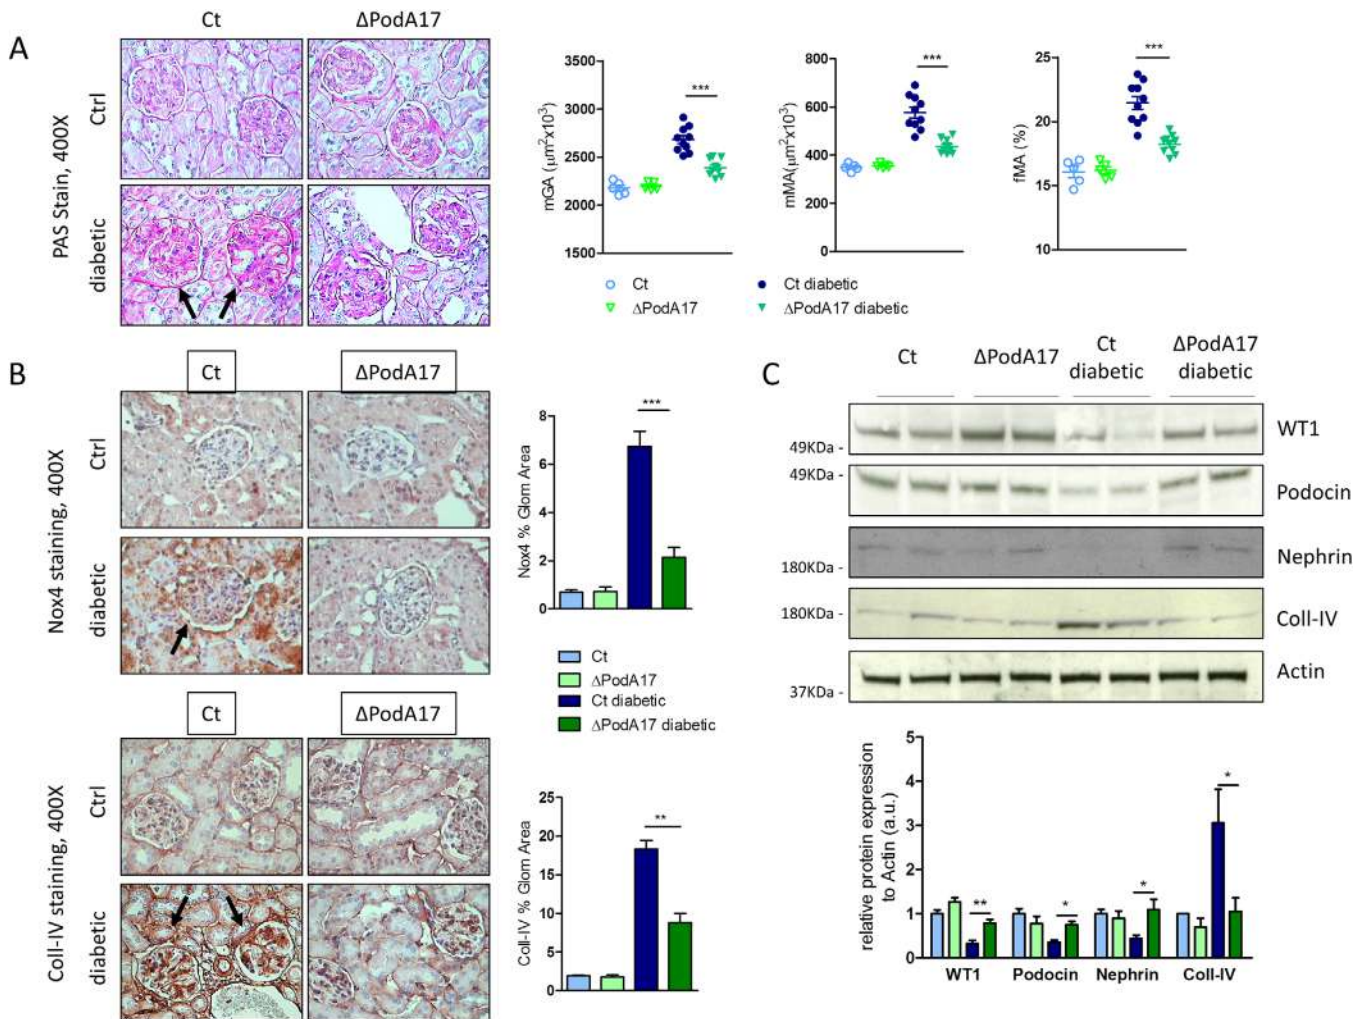 A
Ct
ΔPodA17
PAS Stain, 400X
Ctrl
diabetic
mGA (μm²x10³)
3500
3000
2500
2000
1500
***
mMA(μm²x10³)
800
600
400
200
0
***
fMA (%)
25
20
15
10
***
Ct
Ct diabetic
ΔPodA17
ΔPodA17 diabetic
B
Ct
ΔPodA17
Nox4 staining, 400X
Ctrl
diabetic
Nox4 % Glom Area
8
6
4
2
0
***
Ct
ΔPodA17
Ct diabetic
ΔPodA17 diabetic
Ct
ΔPodA17
Coll-IV staining, 400X
Ctrl
diabetic
Coll-IV % Glom Area
25
20
15
10
5
0
**
C
Ct
ΔPodA17
Ct
diabetic
ΔPodA17
diabetic
49KDa -
WT1
49KDa -
Podocin
180KDa -
Nephrin
180KDa -
Coll-IV
37KDa -
Actin
relative protein expression
to Actin (a.u.)
5
4
3
2
1
0
**
*
*
*
WT1
Podocin
Nephrin
Coll-IV